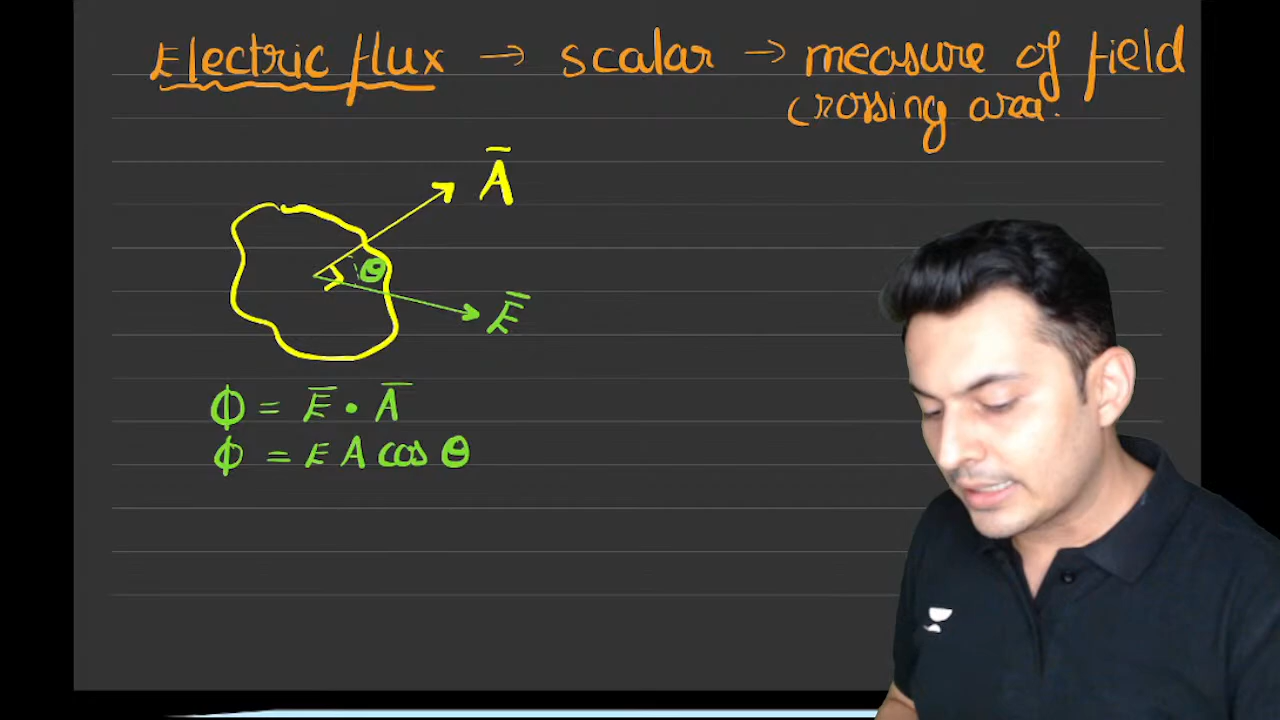 Electric flux → scalar → measure of field
crossing area.
A̅
θ
E̅
ϕ = E̅ • A̅
ϕ = E A cos θ